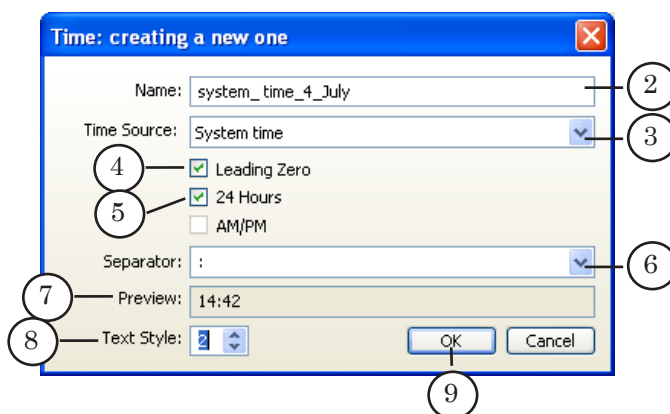 Time: creating a new one
Name: system_ time_4_July 2
Time Source: System time 3
4 Leading Zero
5 24 Hours
AM/PM
Separator: : 6
7 Preview: 14:42
8 Text Style: 2 OK Cancel
9